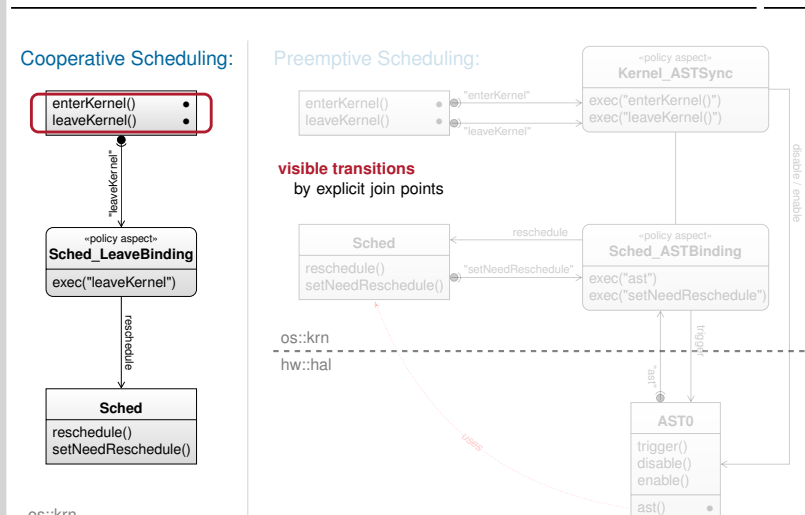 Cooperative Scheduling:
enterKernel()
leaveKernel()
"leaveKernel"
«policy aspect»
Sched_LeaveBinding
exec("leaveKernel")
reschedule
Sched
reschedule()
setNeedReschedule()
os::krn
Preemptive Scheduling:
enterKernel()
leaveKernel()
"enterKernel"
"leaveKernel"
«policy aspect»
Kernel_ASTSync
exec("enterKernel()")
exec("leaveKernel()")
disable / enable
visible transitions
by explicit join points
Sched
reschedule()
setNeedReschedule()
reschedule
"setNeedReschedule"
«policy aspect»
Sched_ASTBinding
exec("ast")
exec("setNeedReschedule")
os::krn
hw::hal
trigger
"ast"
uses
AST0
trigger()
disable()
enable()
ast()